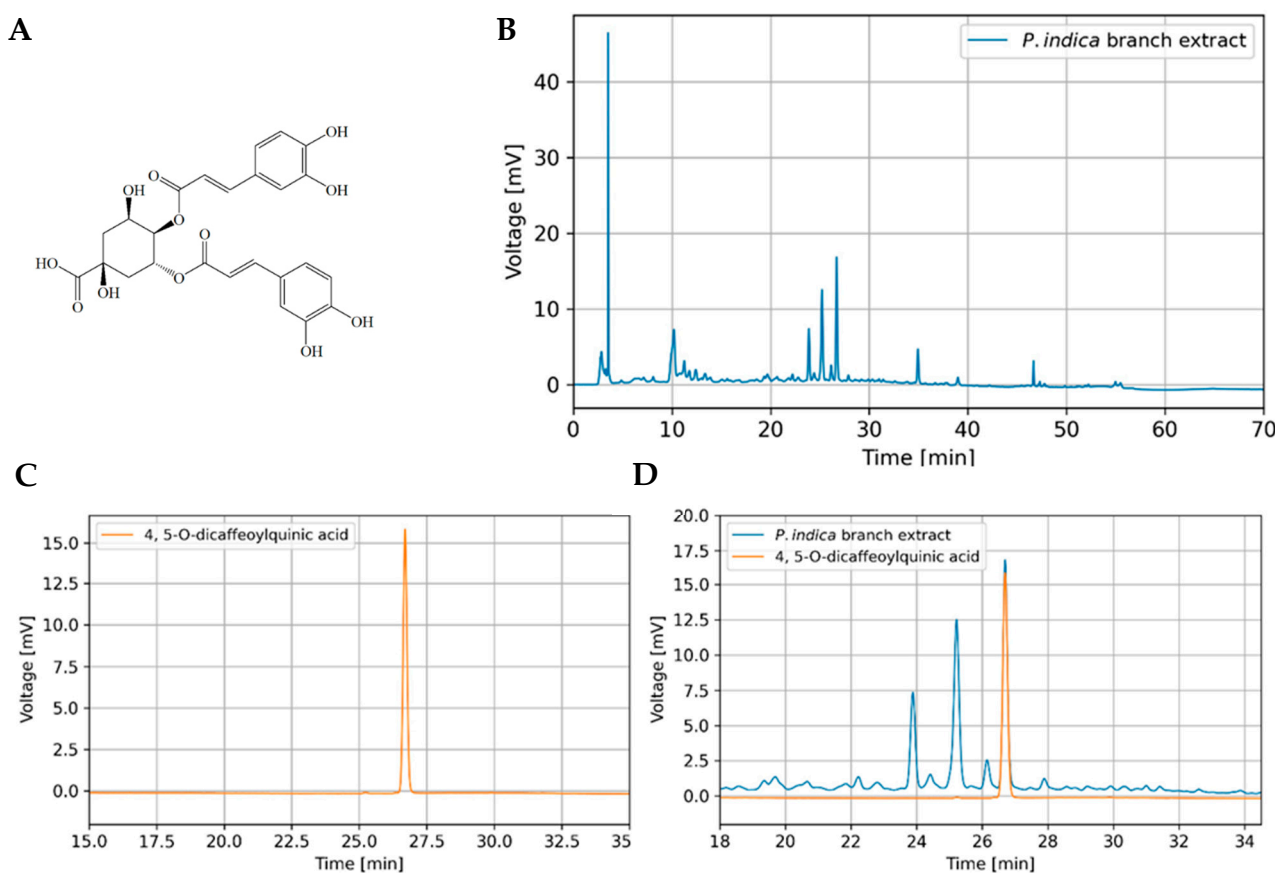 A
OH
OH
O
OH
O
O
HO
O
O
OH
OH
OH
B
P. indica branch extract
Voltage [mV]
40
30
20
10
0
0 10 20 30 40 50 60 70
Time [min]
C
4, 5-O-dicaffeoylquinic acid
Voltage [mV]
15.0
12.5
10.0
7.5
5.0
2.5
0.0
15.0 17.5 20.0 22.5 25.0 27.5 30.0 32.5 35
Time [min]
D
P. indica branch extract
4, 5-O-dicaffeoylquinic acid
Voltage [mV]
20.0
17.5
15.0
12.5
10.0
7.5
5.0
2.5
0.0
18 20 22 24 26 28 30 32 34
Time [min]